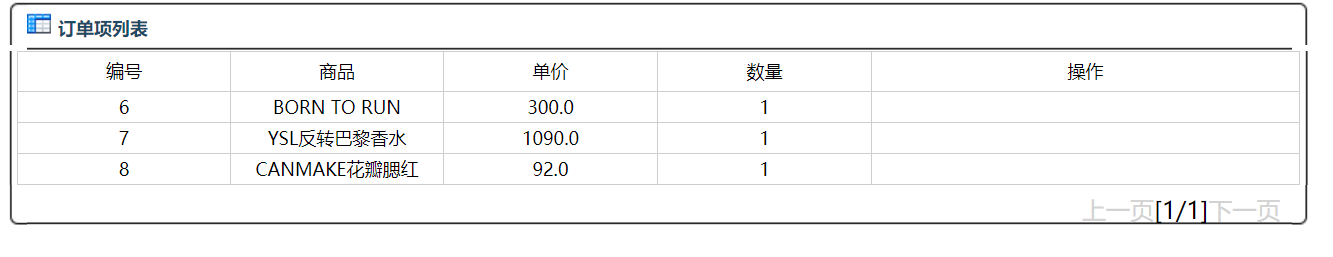 订单项列表
编号 商品 单价 数量 操作
6 BORN TO RUN 300.0 1
7 YSL反转巴黎香水 1090.0 1
8 CANMAKE花瓣腮红 92.0 1
上一页[1/1]下一页